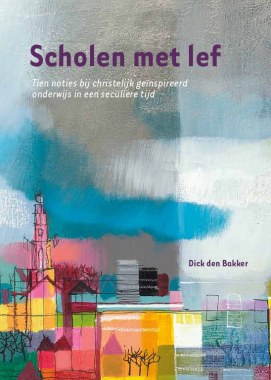 Scholen met lef
Tien noties bij christelijk geïnspireerd
onderwijs in een seculiere tijd
Dick den Bakker